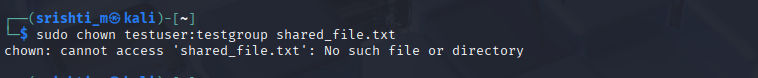 ┌──(srishti_m㉿kali)-[~]
└─$ sudo chown testuser:testgroup shared_file.txt
chown: cannot access 'shared_file.txt': No such file or directory